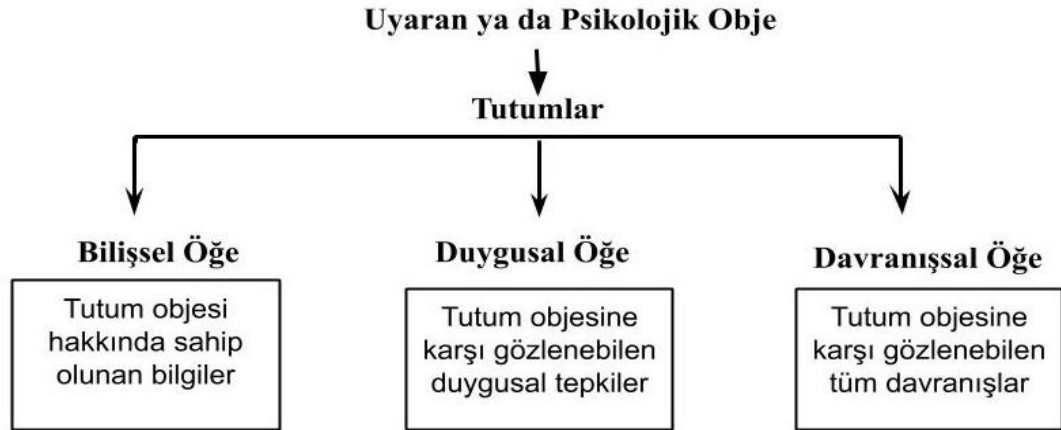 Uyaran ya da Psikolojik Obje
Tutumlar
Bilişsel Öğe
Tutum objesi
hakkında sahip
olunan bilgiler
Duygusal Öğe
Tutum objesine
karşı gözlenebilen
duygusal tepkiler
Davranışsal Öğe
Tutum objesine
karşı gözlenebilen
tüm davranışlar